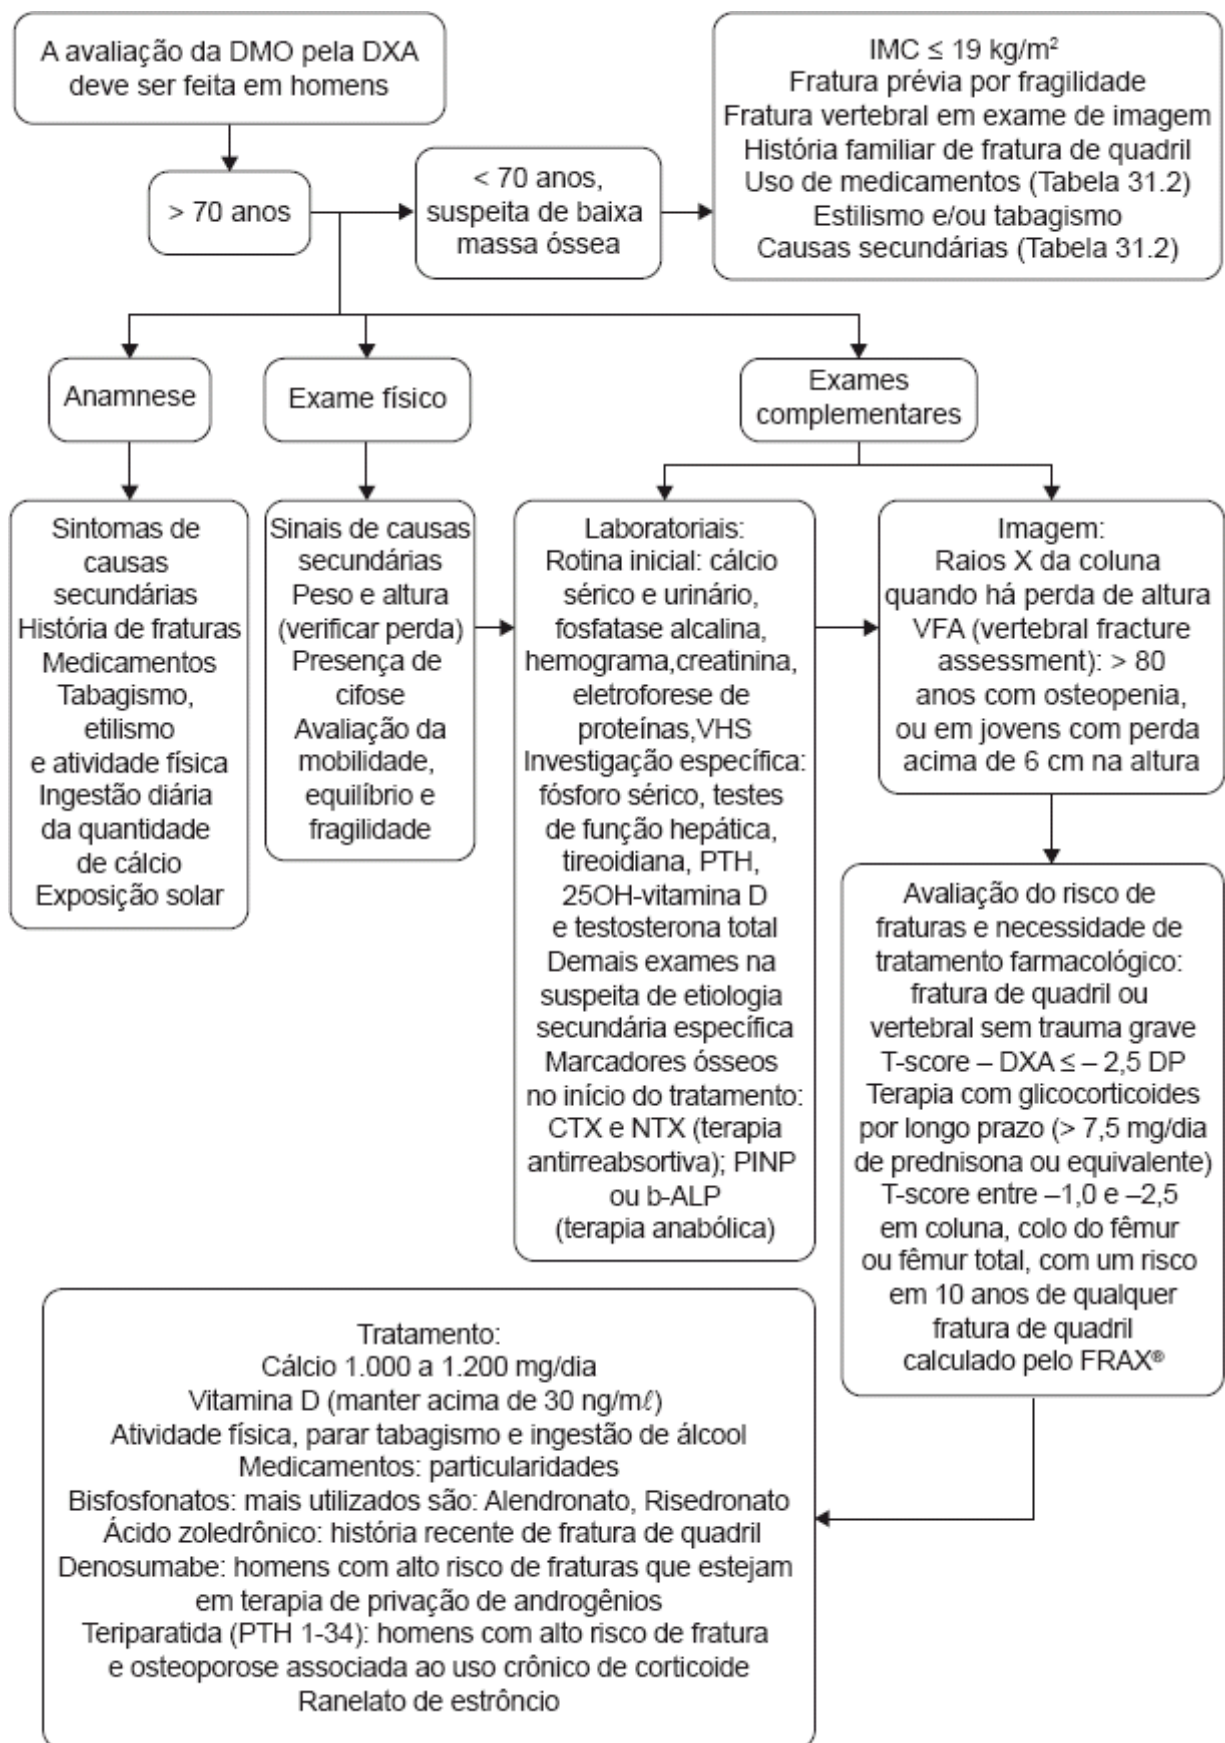 A avaliação da DMO pela DXA
deve ser feita em homens
> 70 anos
< 70 anos,
suspeita de baixa
massa óssea
IMC ≤ 19 kg/m²
Fratura prévia por fragilidade
Fratura vertebral em exame de imagem
História familiar de fratura de quadril
Uso de medicamentos (Tabela 31.2)
Estilismo e/ou tabagismo
Causas secundárias (Tabela 31.2)
Anamnese
Exame físico
Exames
complementares
Sintomas de
causas
secundárias
História de fraturas
Medicamentos
Tabagismo,
etilismo
e atividade física
Ingestão diária
da quantidade
de cálcio
Exposição solar
Sinais de causas
secundárias
Peso e altura
(verificar perda)
Presença de
cifose
Avaliação da
mobilidade,
equilíbrio e
fragilidade
Laboratoriais:
Rotina inicial: cálcio
sérico e urinário,
fosfatase alcalina,
hemograma,creatinina,
eletroforese de
proteínas,VHS
Investigação específica:
fósforo sérico, testes
de função hepática,
tireoidiana, PTH,
25OH-vitamina D
e testosterona total
Demais exames na
suspeita de etiologia
secundária específica
Marcadores ósseos
no início do tratamento:
CTX e NTX (terapia
antirreabsortiva); PINP
ou b-ALP
(terapia anabólica)
Imagem:
Raios X da coluna
quando há perda de altura
VFA (vertebral fracture
assessment): > 80
anos com osteopenia,
ou em jovens com perda
acima de 6 cm na altura
Avaliação do risco de
fraturas e necessidade de
tratamento farmacológico:
fratura de quadril ou
vertebral sem trauma grave
T-score – DXA ≤ – 2,5 DP
Terapia com glicocorticoides
por longo prazo (> 7,5 mg/dia
de prednisona ou equivalente)
T-score entre –1,0 e –2,5
em coluna, colo do fêmur
ou fêmur total, com um risco
em 10 anos de qualquer
fratura de quadril
calculado pelo FRAX®
Tratamento:
Cálcio 1.000 a 1.200 mg/dia
Vitamina D (manter acima de 30 ng/mℓ)
Atividade física, parar tabagismo e ingestão de álcool
Medicamentos: particularidades
Bisfosfonatos: mais utilizados são: Alendronato, Risedronato
Ácido zoledrônico: história recente de fratura de quadril
Denosumabe: homens com alto risco de fraturas que estejam
em terapia de privação de androgênios
Teriparatida (PTH 1-34): homens com alto risco de fratura
e osteoporose associada ao uso crônico de corticoide
Ranelato de estrôncio